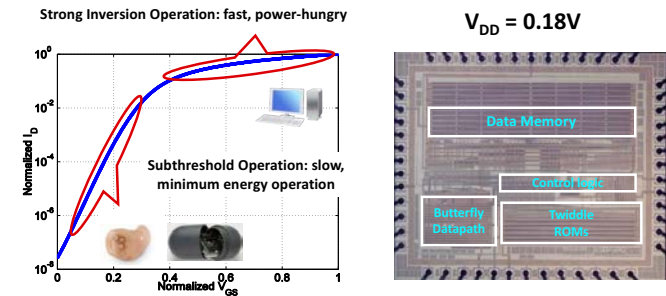 Strong Inversion Operation: fast, power-hungry
10⁰
10⁻²
10⁻⁴
10⁻⁶
10⁻⁸
Normalized I_D
Subthreshold Operation: slow,
minimum energy operation
0
0.2
0.4
0.6
0.8
1
Normalized V_GS
V_DD = 0.18V
Data Memory
Control logic
Butterfly
Datapath
Twiddle
ROMs